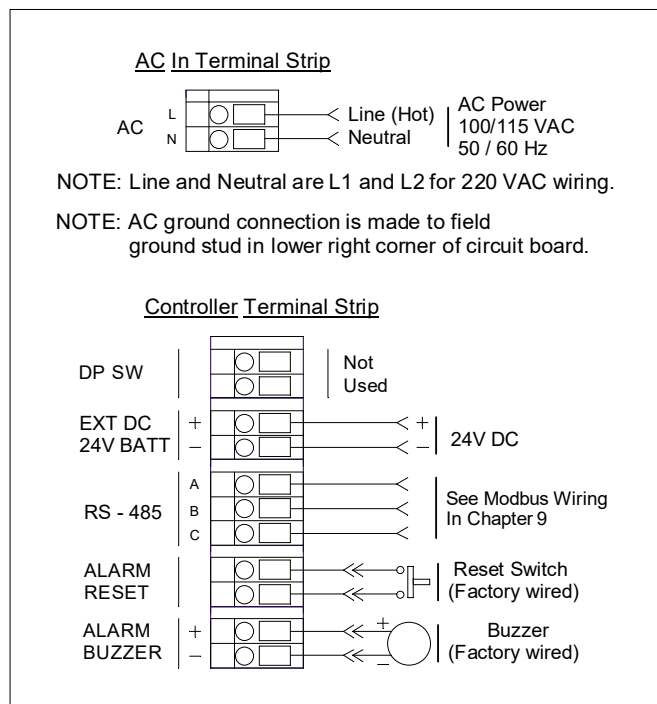 AC In Terminal Strip
L
AC
N
Line (Hot)
Neutral
AC Power
100/115 VAC
50 / 60 Hz
NOTE: Line and Neutral are L1 and L2 for 220 VAC wiring.
NOTE: AC ground connection is made to field
ground stud in lower right corner of circuit board.
Controller Terminal Strip
DP SW
Not
Used
EXT DC +
24V BATT –
+
–
24V DC
RS - 485
A
B
C
See Modbus Wiring
In Chapter 9
ALARM
RESET
Reset Switch
(Factory wired)
ALARM +
BUZZER –
+
–
Buzzer
(Factory wired)